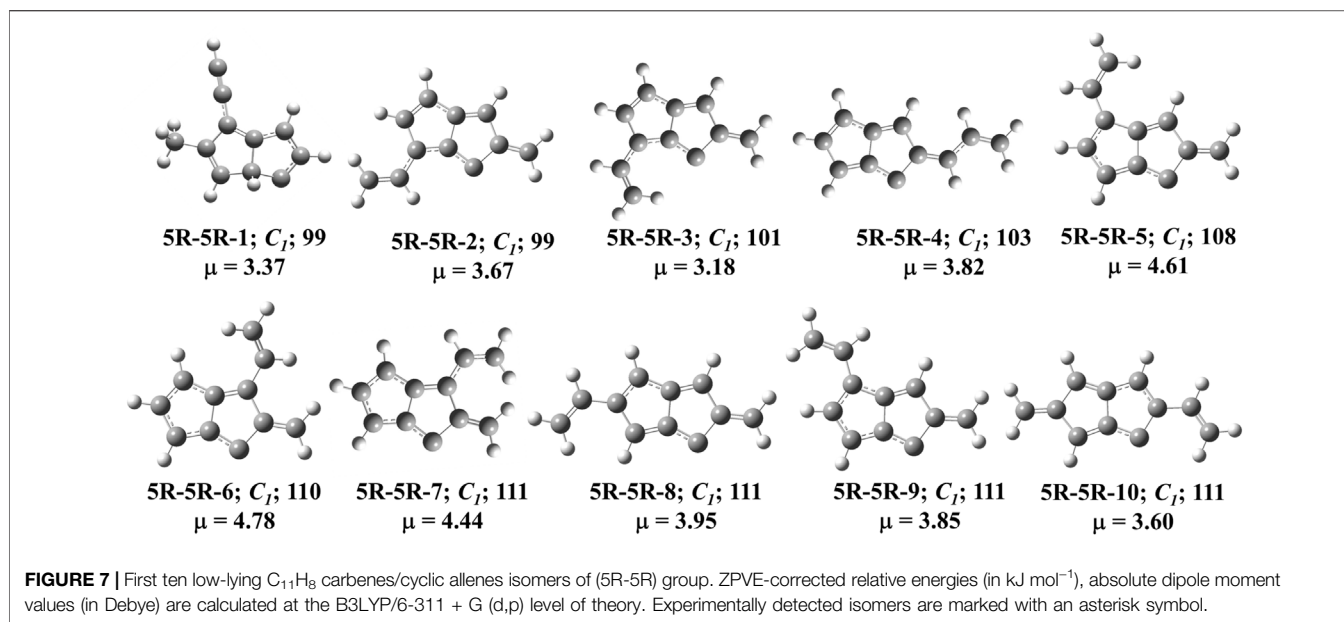 5R-5R-1; C₁; 99
μ = 3.37
5R-5R-2; C₁; 99
μ = 3.67
5R-5R-3; C₁; 101
μ = 3.18
5R-5R-4; C₁; 103
μ = 3.82
5R-5R-5; C₁; 108
μ = 4.61
5R-5R-6; C₁; 110
μ = 4.78
5R-5R-7; C₁; 111
μ = 4.44
5R-5R-8; C₁; 111
μ = 3.95
5R-5R-9; C₁; 111
μ = 3.85
5R-5R-10; C₁; 111
μ = 3.60
FIGURE 7 | First ten low-lying C₁₁H₈ carbenes/cyclic allenes isomers of (5R-5R) group. ZPVE-corrected relative energies (in kJ mol⁻¹), absolute dipole moment
values (in Debye) are calculated at the B3LYP/6-311 + G (d,p) level of theory. Experimentally detected isomers are marked with an asterisk symbol.